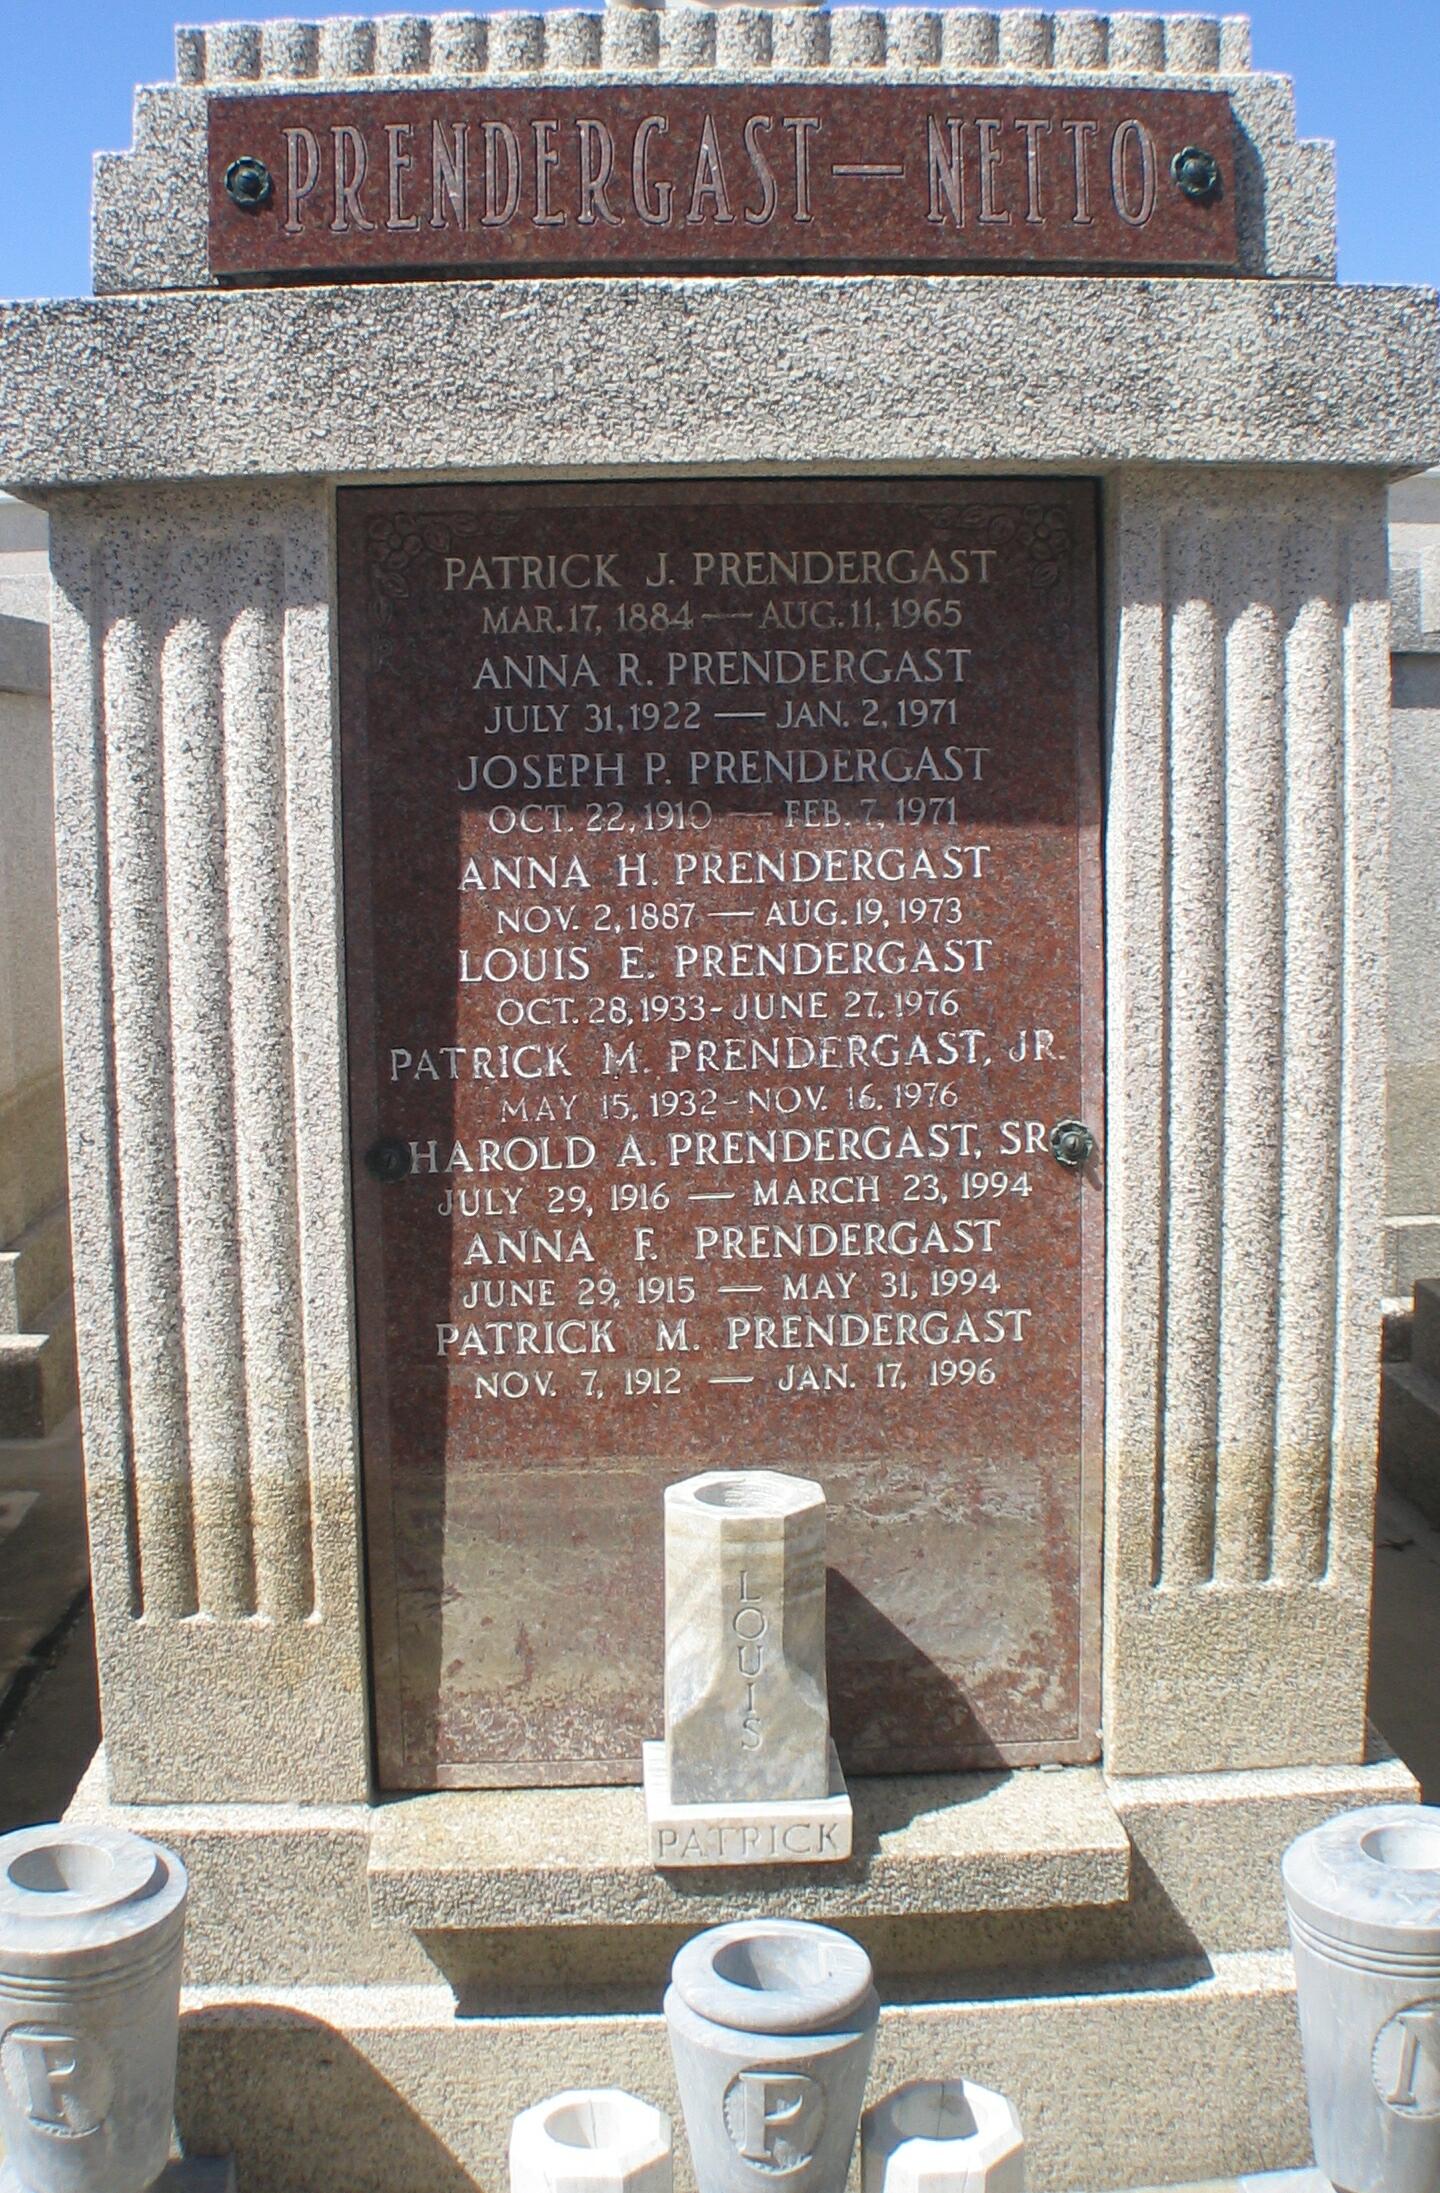 PRENDERGAST — NETTO
PATRICK J. PRENDERGAST
MAR. 17, 1884 — AUG. 11, 1965
ANNA R. PRENDERGAST
JULY 31, 1922 — JAN. 2, 1971
JOSEPH P. PRENDERGAST
OCT. 22, 1910 — FEB. 7, 1971
ANNA H. PRENDERGAST
NOV. 2, 1887 — AUG. 19, 1973
LOUIS E. PRENDERGAST
OCT. 28, 1933 - JUNE 27, 1976
PATRICK M. PRENDERGAST, JR.
MAY 15, 1932 - NOV. 16, 1976
HAROLD A. PRENDERGAST, SR
JULY 29, 1916 — MARCH 23, 1994
ANNA F. PRENDERGAST
JUNE 29, 1915 — MAY 31, 1994
PATRICK M. PRENDERGAST
NOV. 7, 1912 — JAN. 17, 1996
LOUIS
PATRICK
P
P
N